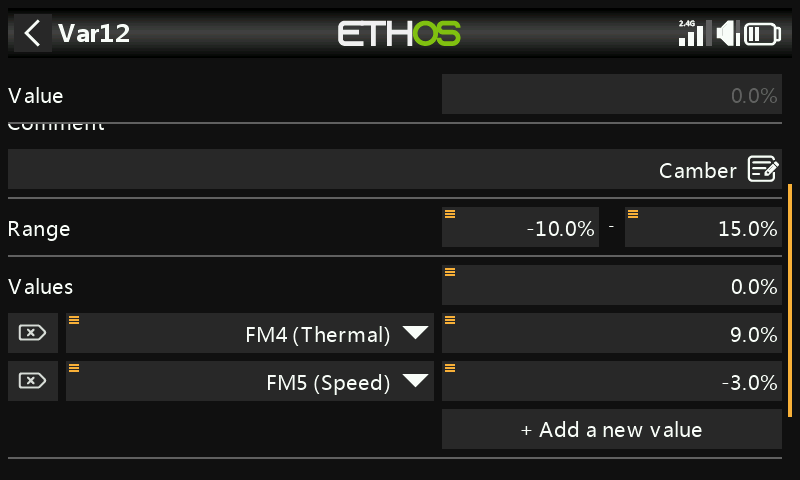 Var12
ETHOS
2.4G
Value 0.0%
Comment
Camber
Range -10.0% - 15.0%
Values 0.0%
FM4 (Thermal) 9.0%
FM5 (Speed) -3.0%
+ Add a new value